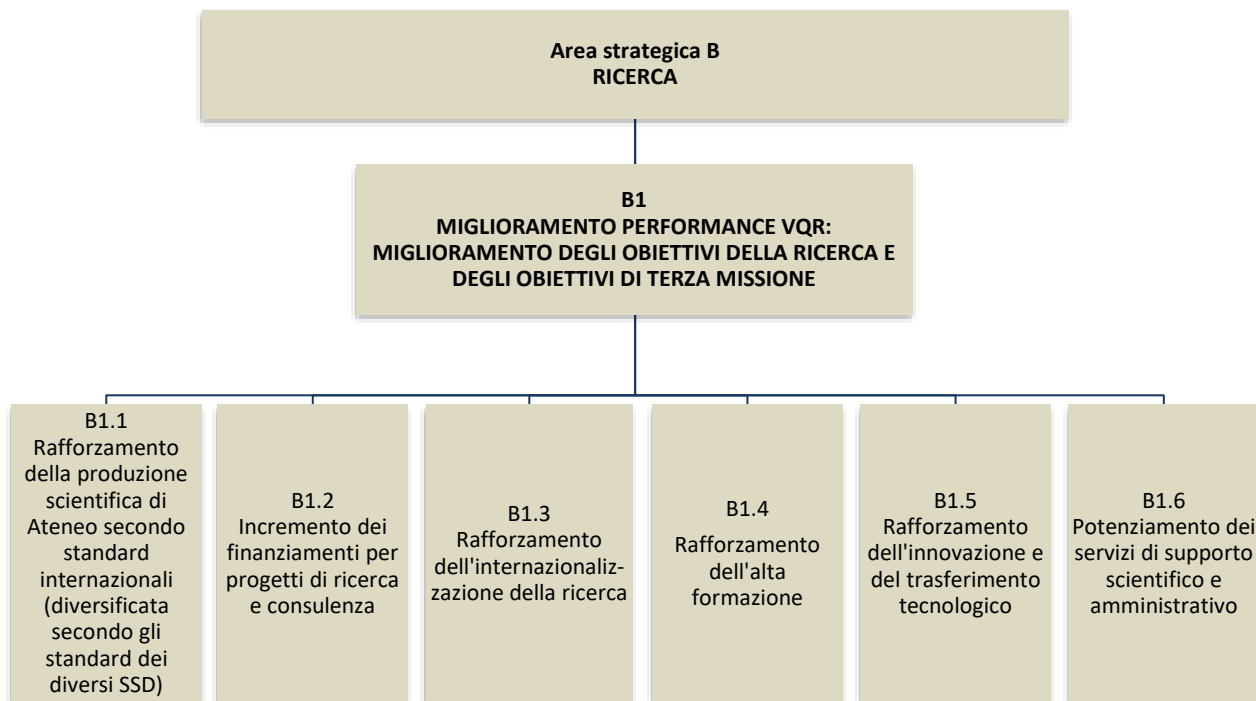 Area strategica B
RICERCA
B1
MIGLIORAMENTO PERFORMANCE VQR:
MIGLIORAMENTO DEGLI OBIETTIVI DELLA RICERCA E
DEGLI OBIETTIVI DI TERZA MISSIONE
B1.1
Rafforzamento
della produzione
scientifica di
Ateneo secondo
standard
internazionali
(diversificata
secondo gli
standard dei
diversi SSD)
B1.2
Incremento dei
finanziamenti per
progetti di ricerca
e consulenza
B1.3
Rafforzamento
dell'internazionaliz-
zazione della ricerca
B1.4
Rafforzamento
dell'alta
formazione
B1.5
Rafforzamento
dell'innovazione e
del trasferimento
tecnologico
B1.6
Potenziamento dei
servizi di supporto
scientifico e
amministrativo